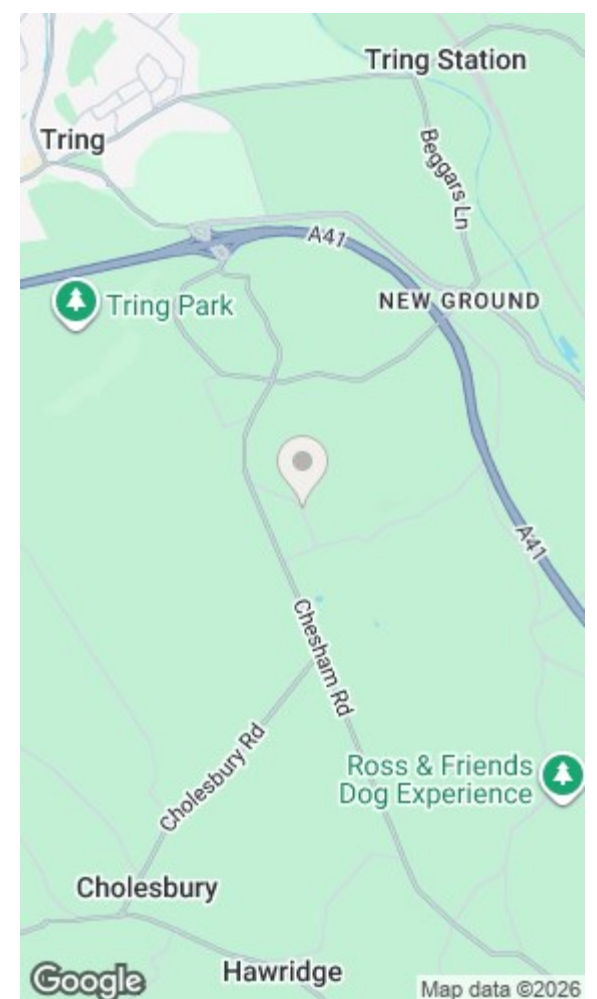 Tring Station
Tring
Beggars Ln
A41
Tring Park
NEW GROUND
A41
Chesham Rd
Cholesbury Rd
Ross & Friends
Dog Experience
Cholesbury
Hawridge
Google
Map data ©2026